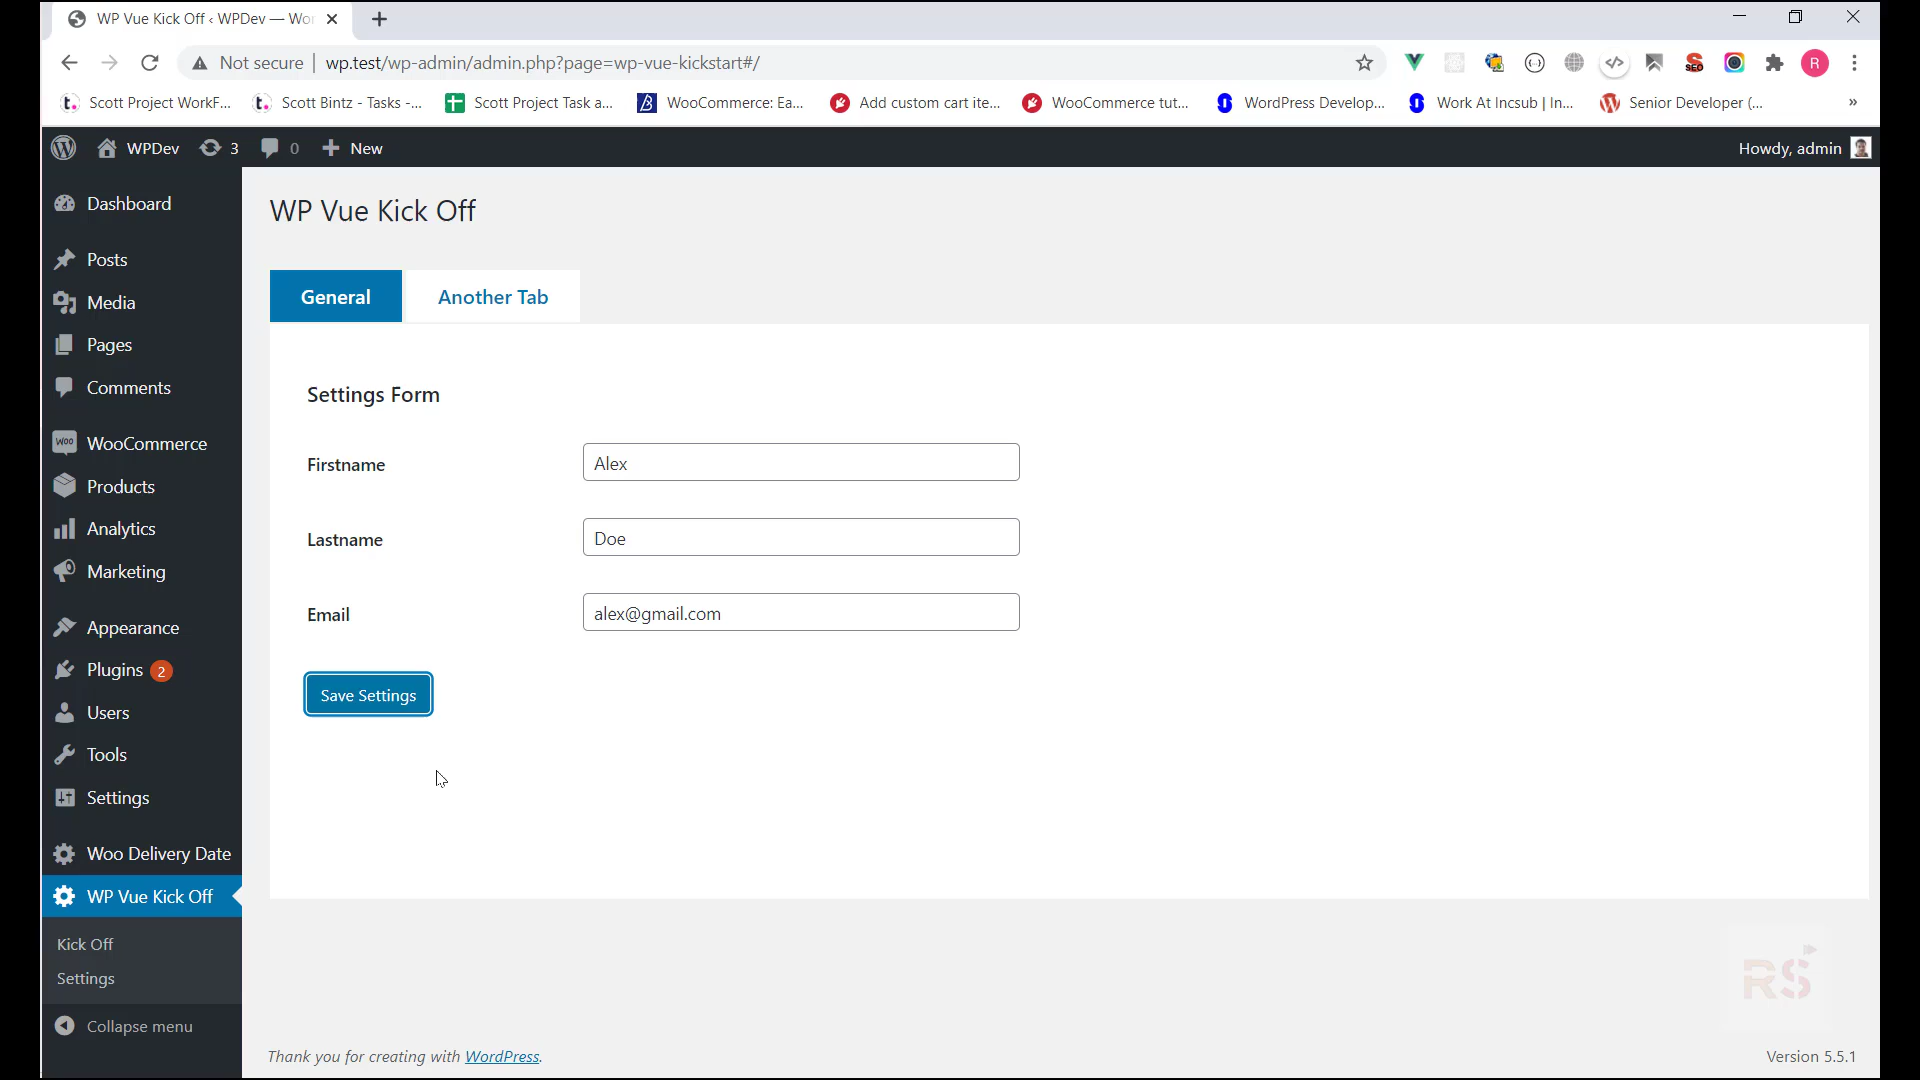 WP Vue Kick Off ‹ WPDev — Wor
Not secure | wp.test/wp-admin/admin.php?page=wp-vue-kickstart#/
R
Scott Project WorkF... Scott Bintz - Tasks -... Scott Project Task a... WooCommerce: Ea... Add custom cart ite... WooCommerce tut... WordPress Develop... Work At Incsub | In... Senior Developer (... »
WPDev 3 0 New Howdy, admin
Dashboard
Posts
Media
Pages
Comments
WooCommerce
Products
Analytics
Marketing
Appearance
Plugins 2
Users
Tools
Settings
Woo Delivery Date
WP Vue Kick Off
Kick Off
Settings
Collapse menu
WP Vue Kick Off
General Another Tab
Settings Form
Firstname Alex
Lastname Doe
Email alex@gmail.com
Save Settings
RS
Thank you for creating with WordPress. Version 5.5.1